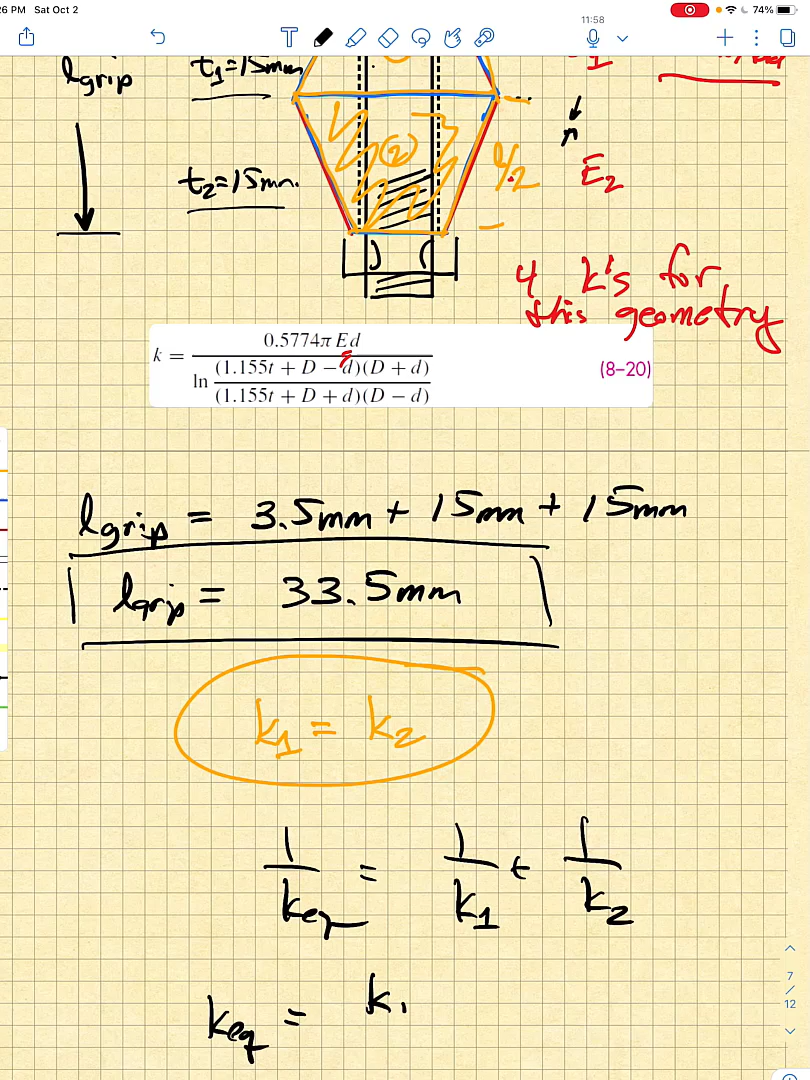 26 PM Sat Oct 2
74%
11:58
T
lgrip
t1=15mm
1
t2=15mm
2
l/2
E2
4 k's for
this geometry
k = 0.5774π Ed / ln (1.155t + D − d)(D + d) / (1.155t + D + d)(D − d) (8–20)
lgrip = 3.5mm + 15mm + 15mm
lgrip = 33.5mm
k1 = k2
1/keq = 1/k1 + 1/k2
keq = k1
7
/
12